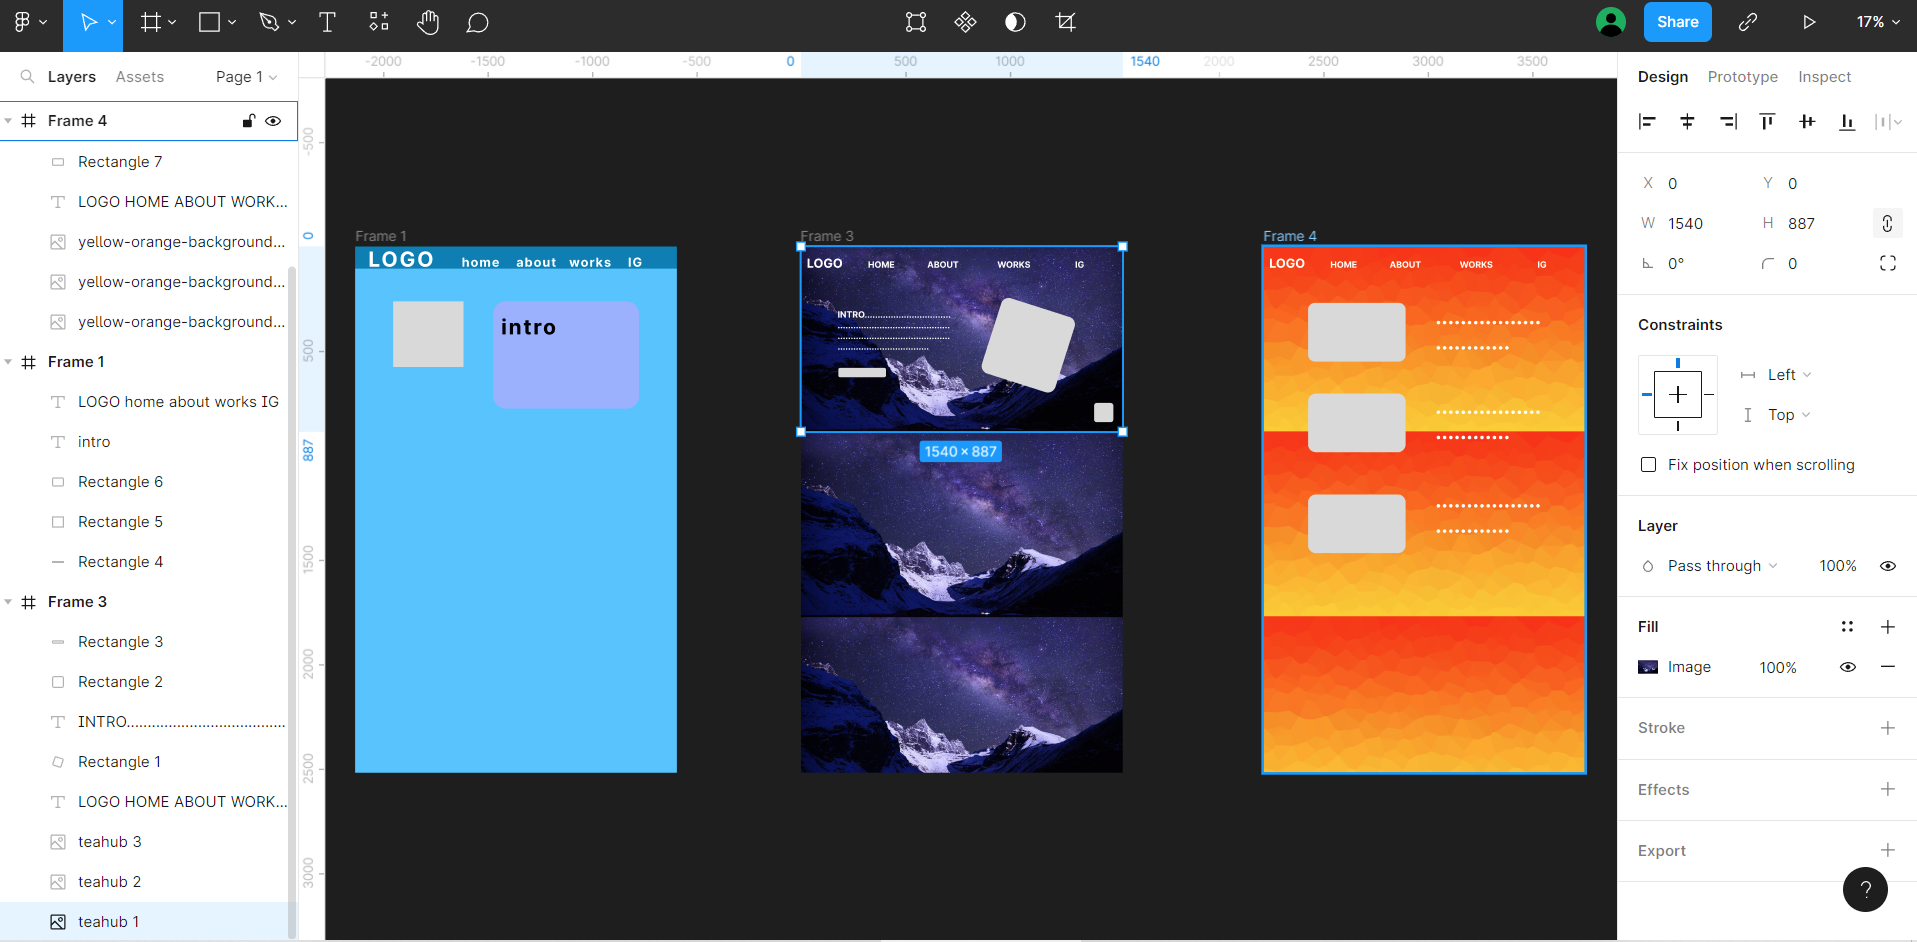 Share
17%
Layers
Assets
Page 1
Frame 4
Rectangle 7
LOGO HOME ABOUT WORK...
yellow-orange-background...
yellow-orange-background...
yellow-orange-background...
Frame 1
LOGO home about works IG
intro
Rectangle 6
Rectangle 5
Rectangle 4
Frame 3
Rectangle 3
Rectangle 2
INTRO......................................
Rectangle 1
LOGO HOME ABOUT WORK...
teahub 3
teahub 2
teahub 1
-2000 -1500 -1000 -500 0 500 1000 1540 2000 2500 3000 3500
-500
0
500
887
1500
2000
2500
3000
Frame 1
LOGO home about works IG
intro
Frame 3
LOGO HOME ABOUT WORKS IG
INTRO
1540 × 887
Frame 4
LOGO HOME ABOUT WORKS IG
Design Prototype Inspect
X 0 Y 0
W 1540 H 887
0° 0
Constraints
Left
Top
Fix position when scrolling
Layer
Pass through 100%
Fill
Image 100%
Stroke
Effects
Export
?